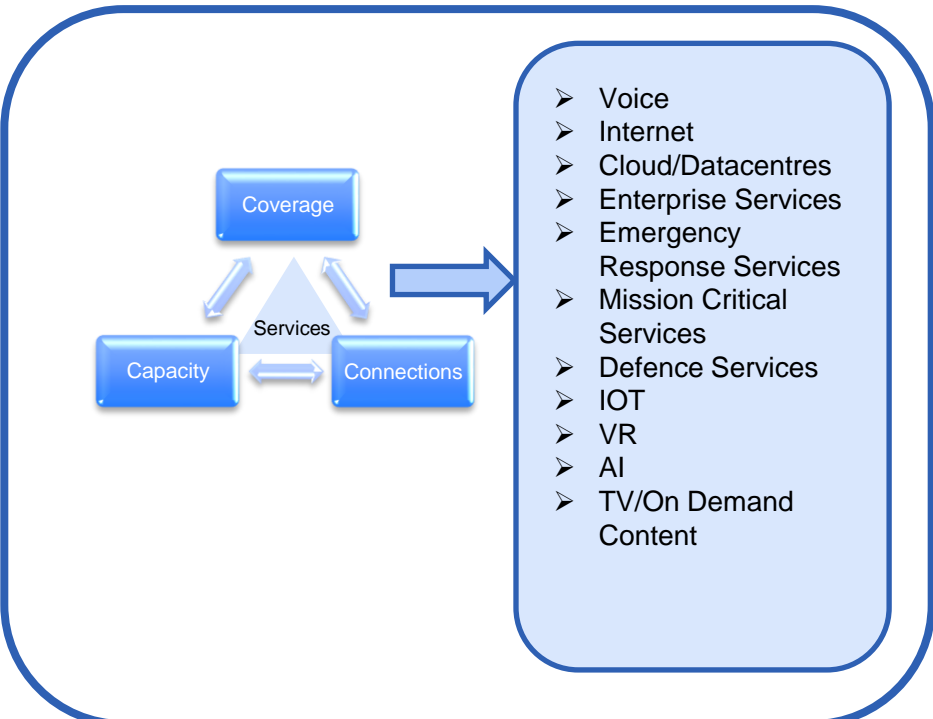 Coverage
Services
Capacity
Connections
➢ Voice
➢ Internet
➢ Cloud/Datacentres
➢ Enterprise Services
➢ Emergency
Response Services
➢ Mission Critical
Services
➢ Defence Services
➢ IOT
➢ VR
➢ AI
➢ TV/On Demand
Content